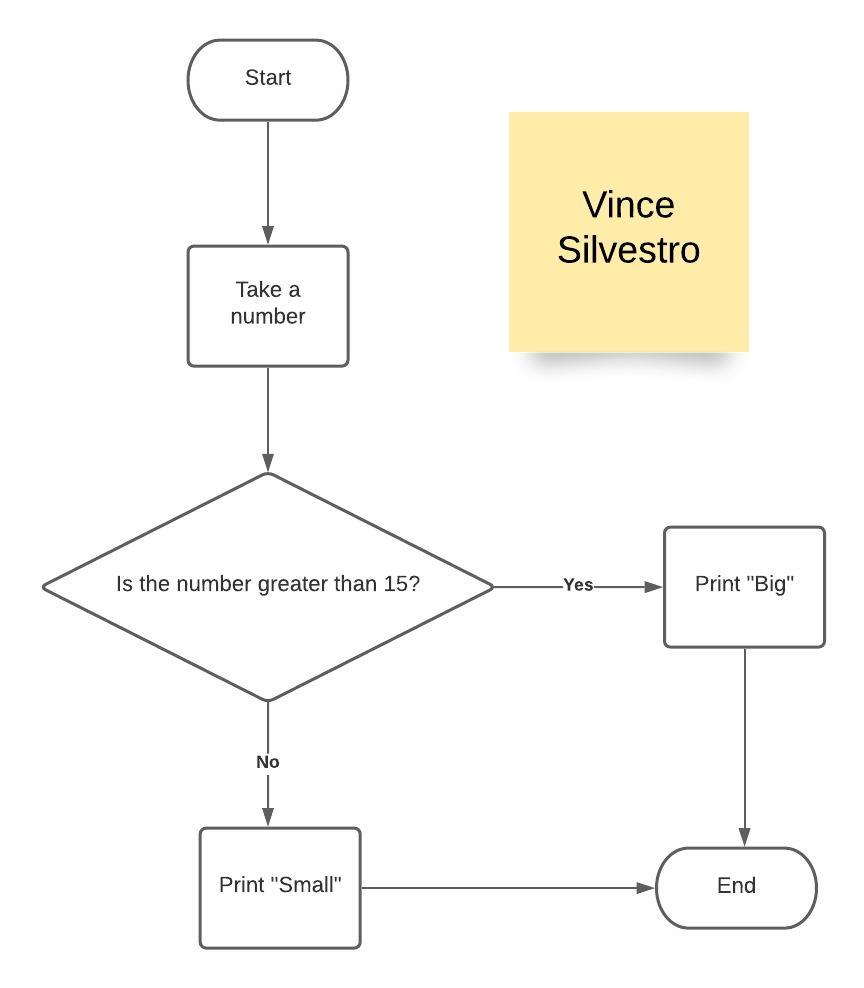 Start
Vince
Silvestro
Take a
number
Is the number greater than 15?
Yes
Print "Big"
No
Print "Small"
End